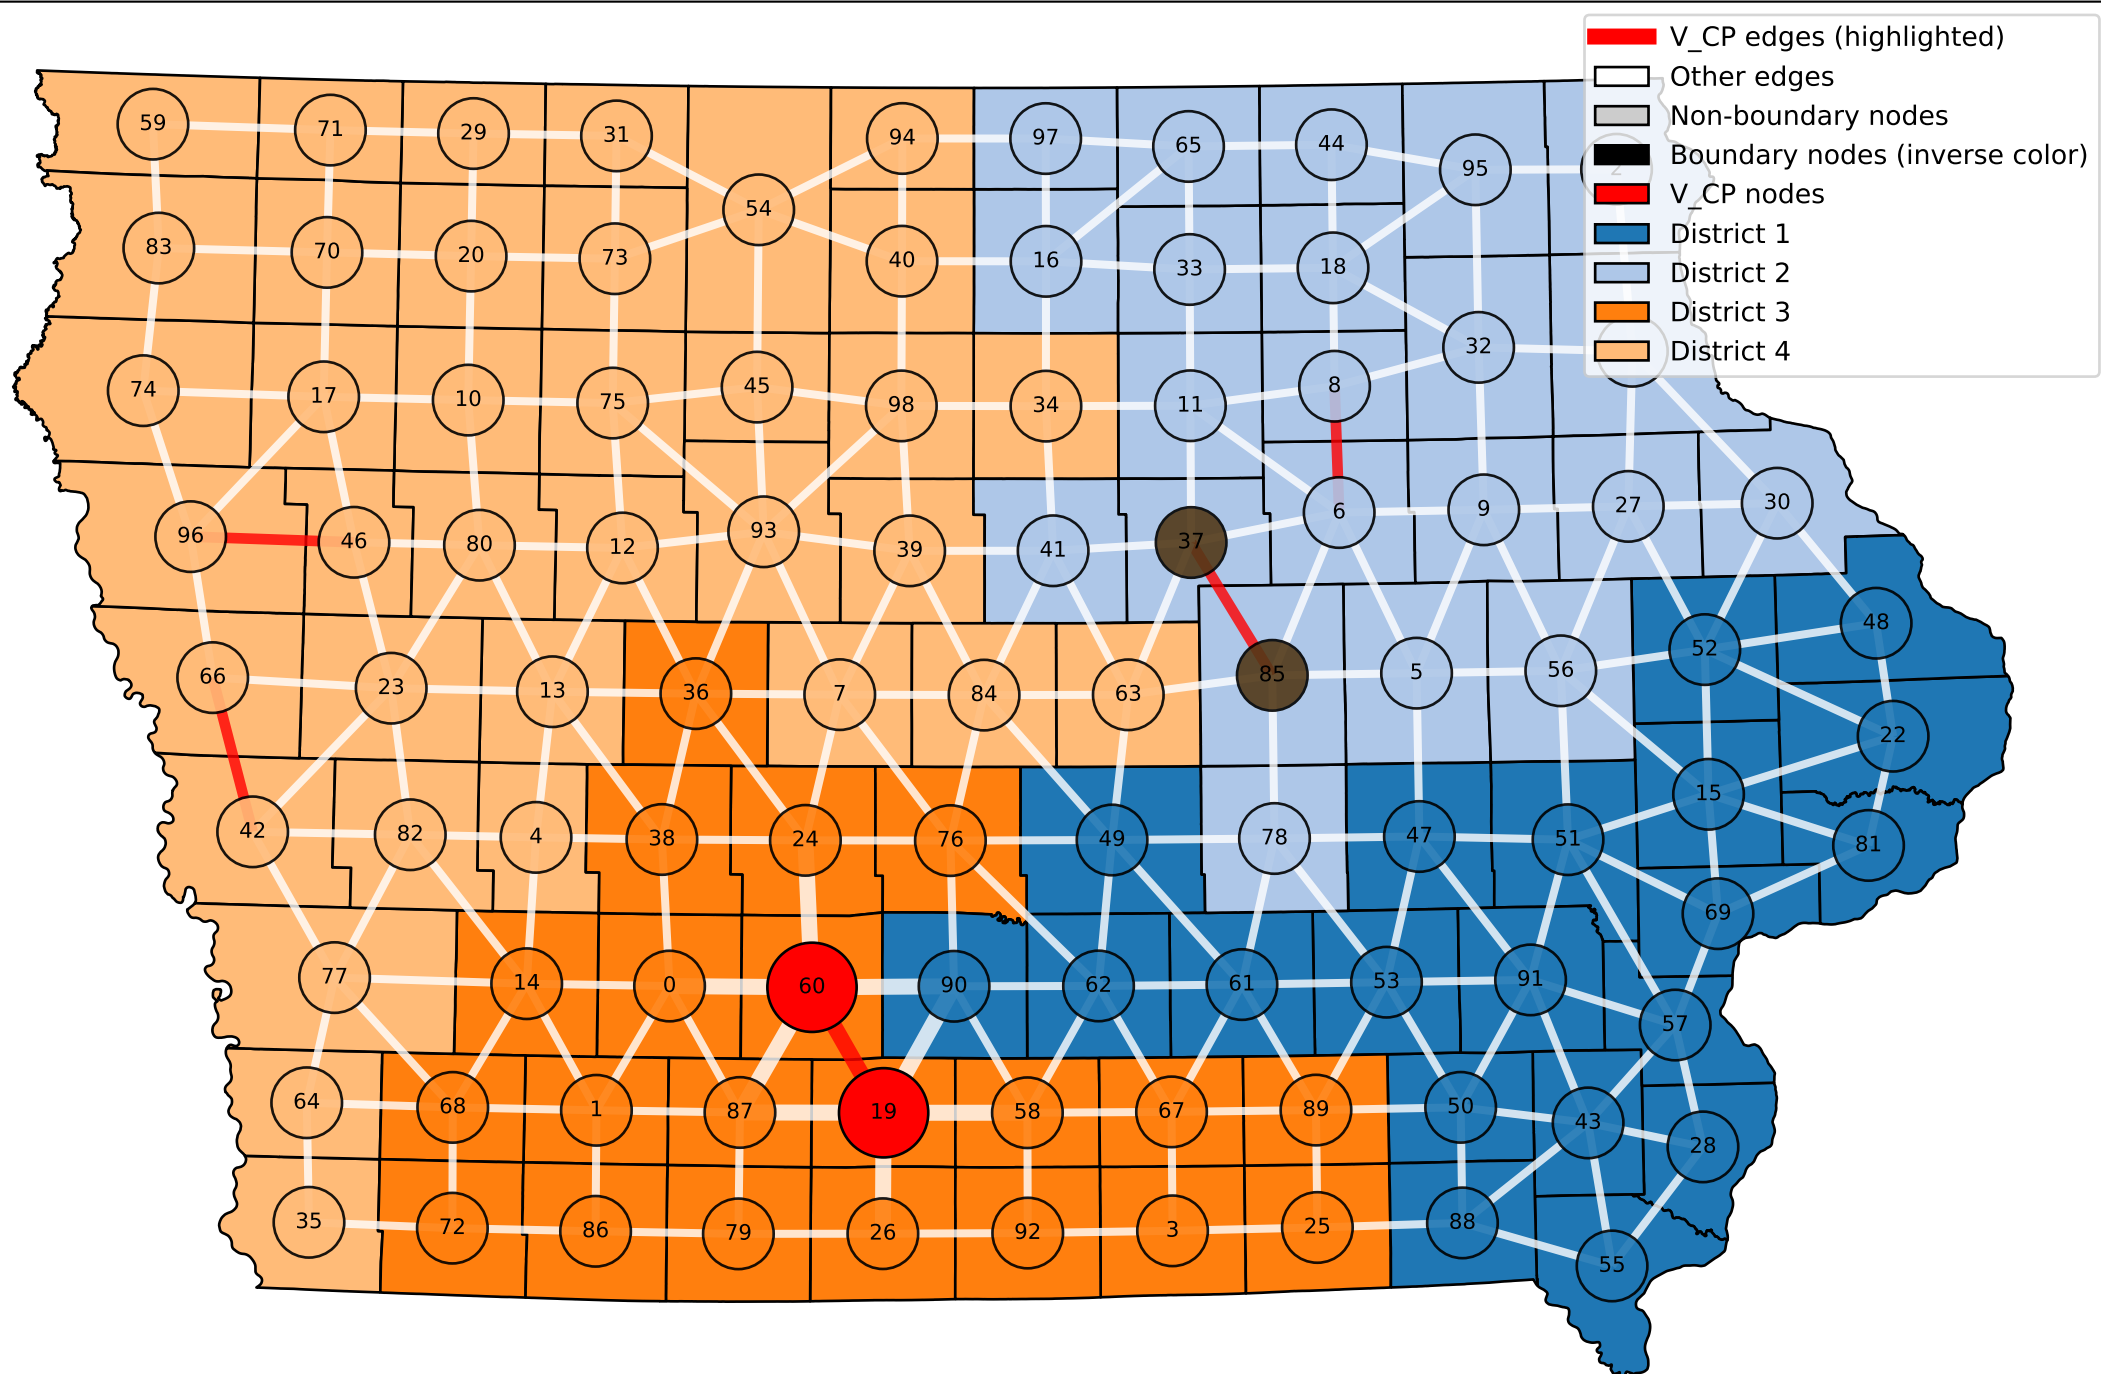 V_CP edges (highlighted)
Other edges
Non-boundary nodes
Boundary nodes (inverse color)
V_CP nodes
District 1
District 2
District 3
District 4
59 71 29 31 94 97 65 44 95 2
54
83 70 20 73 40 16 33 18
74 17 10 75 45 98 34 11 8 32
96 46 80 12 93 39 41 37 6 9 27 30
66 23 13 36 7 84 63 85 5 56 52 48
22
42 82 4 38 24 76 49 78 47 51 15 81
69
77 14 0 60 90 62 61 53 91 57
64 68 1 87 19 58 67 89 50 43 28
35 72 86 79 26 92 3 25 88 55